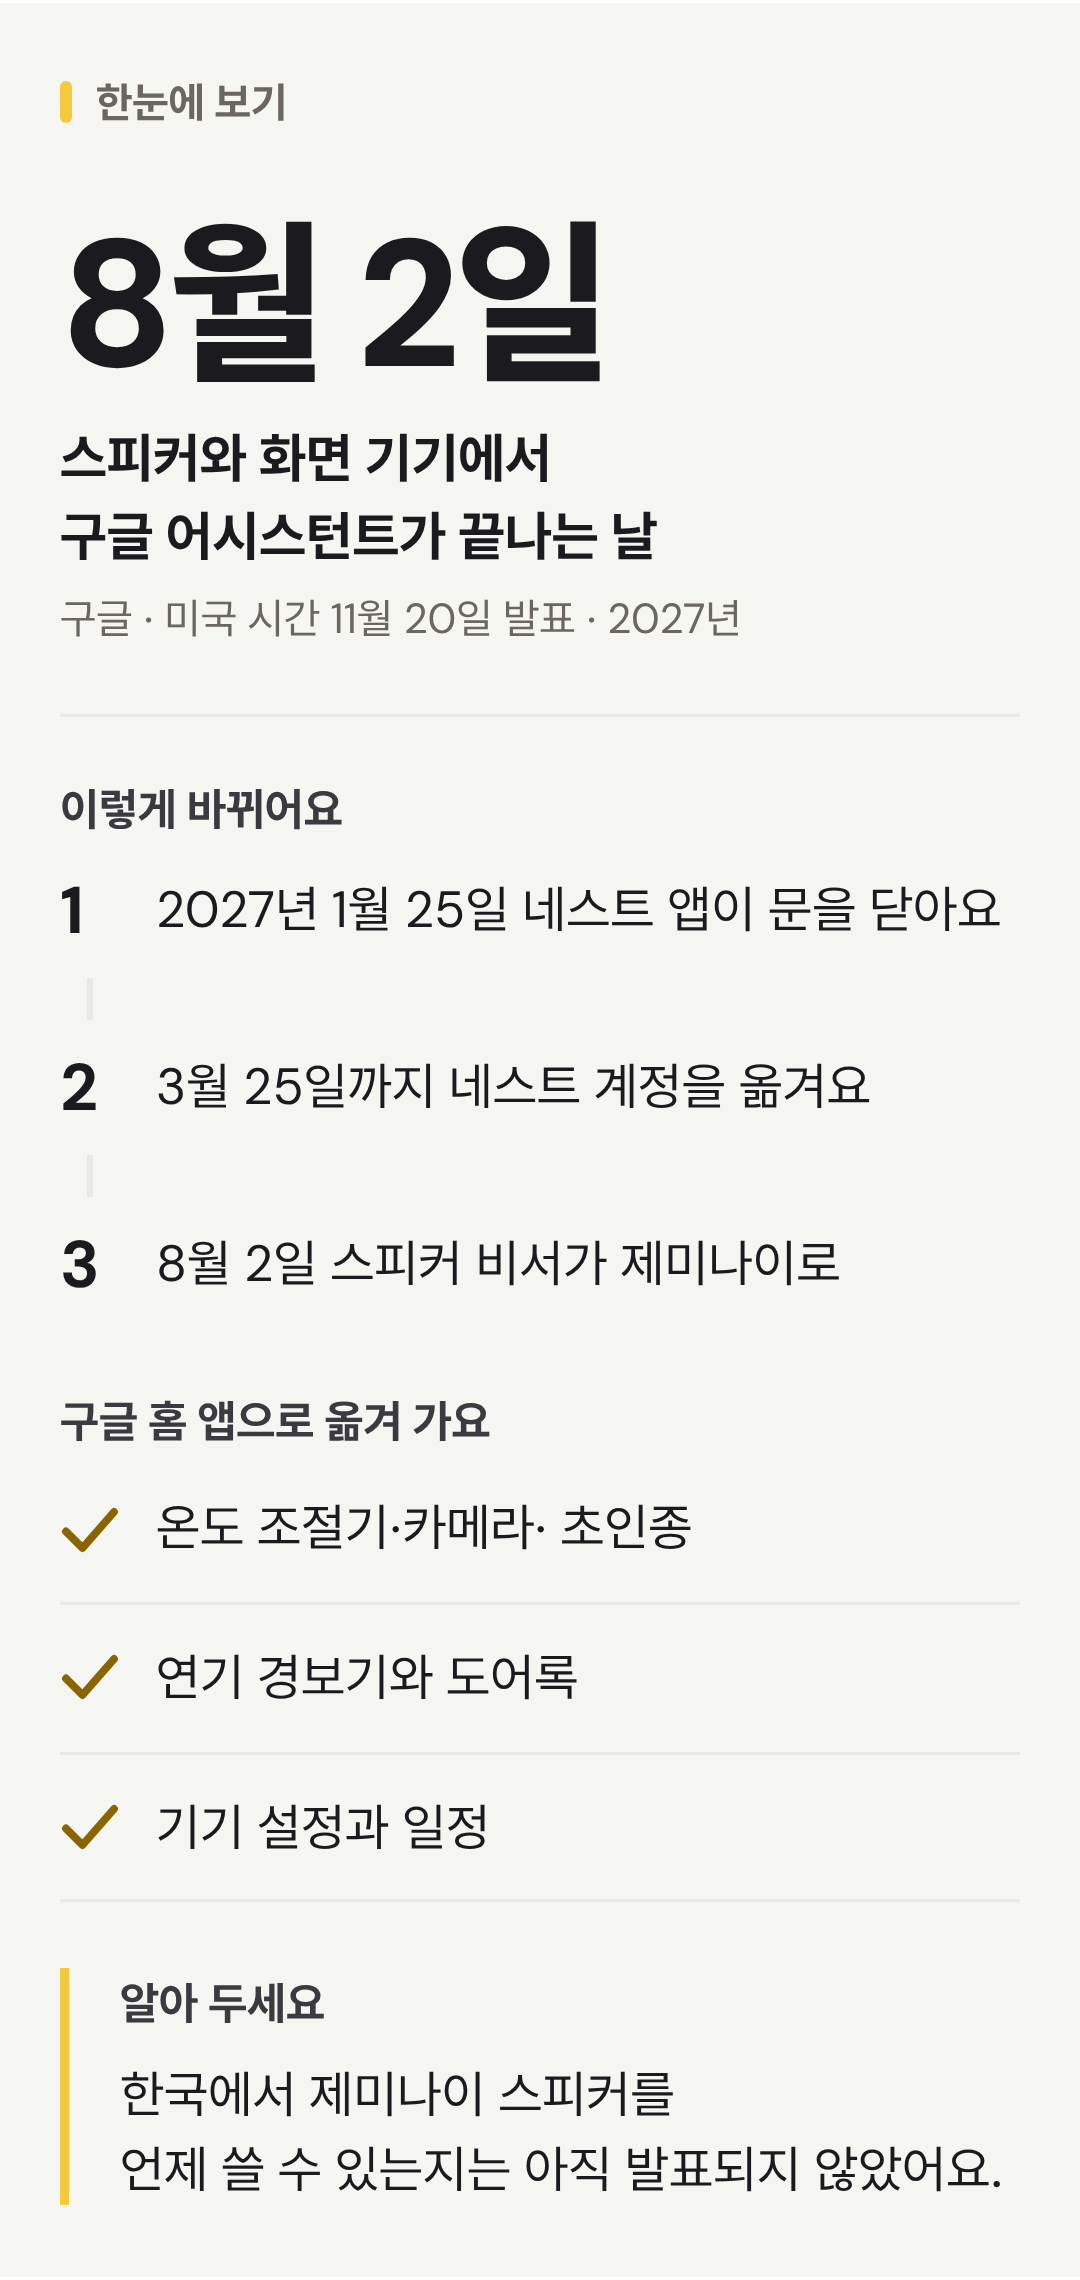 한눈에 보기
8월 2일
스피커와 화면 기기에서
구글 어시스턴트가 끝나는 날
구글 · 미국 시간 11월 20일 발표 · 2027년
이렇게 바뀌어요
1 2027년 1월 25일 네스트 앱이 문을 닫아요
2 3월 25일까지 네스트 계정을 옮겨요
3 8월 2일 스피커 비서가 제미나이로
구글 홈 앱으로 옮겨 가요
온도 조절기·카메라· 초인종
연기 경보기와 도어록
기기 설정과 일정
알아 두세요
한국에서 제미나이 스피커를
언제 쓸 수 있는지는 아직 발표되지 않았어요.